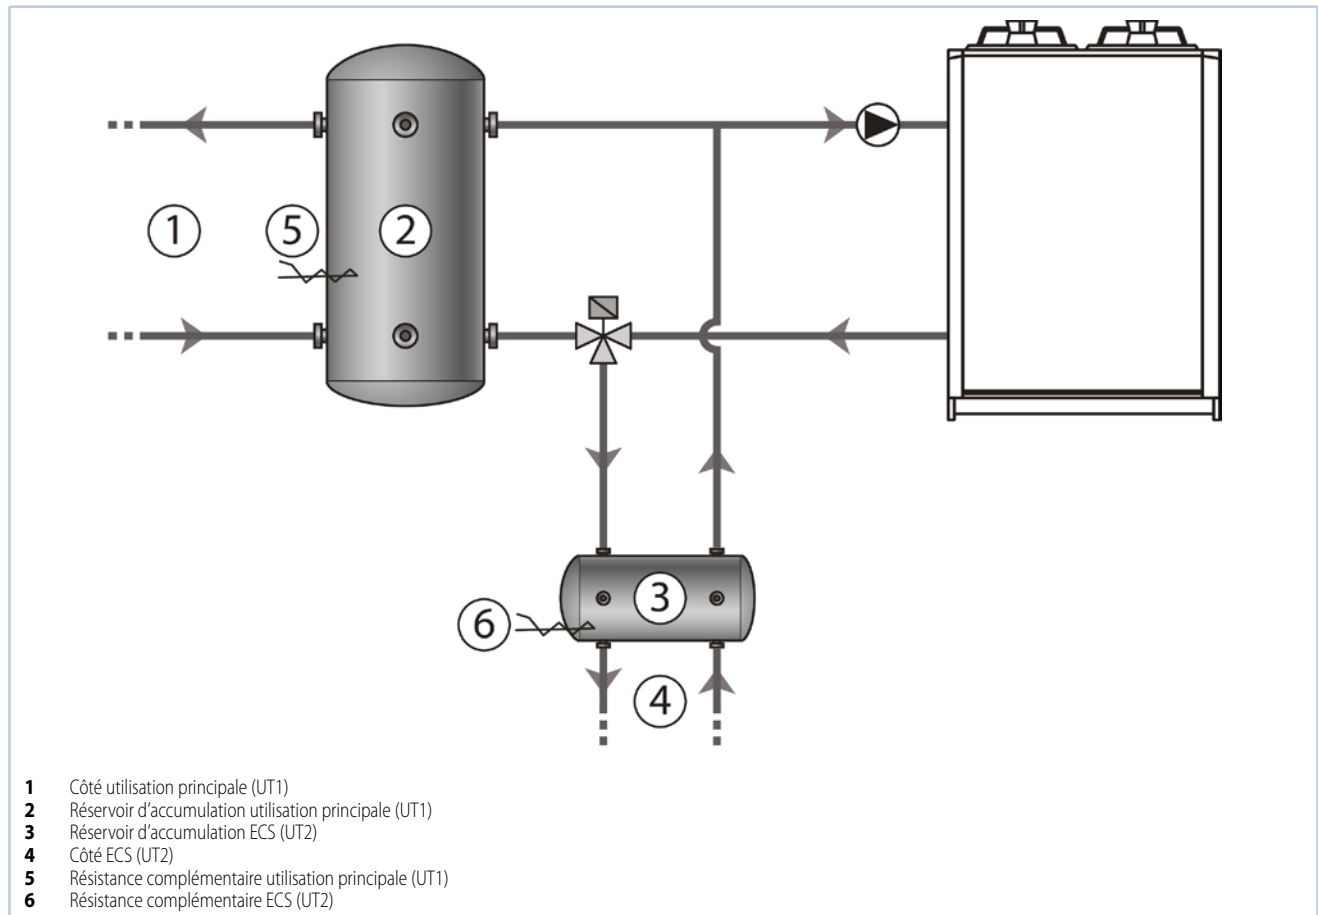 1
5
2
3
6
4
1 Côté utilisation principale (UT1)
2 Réservoir d'accumulation utilisation principale (UT1)
3 Réservoir d'accumulation ECS (UT2)
4 Côté ECS (UT2)
5 Résistance complémentaire utilisation principale (UT1)
6 Résistance complémentaire ECS (UT2)